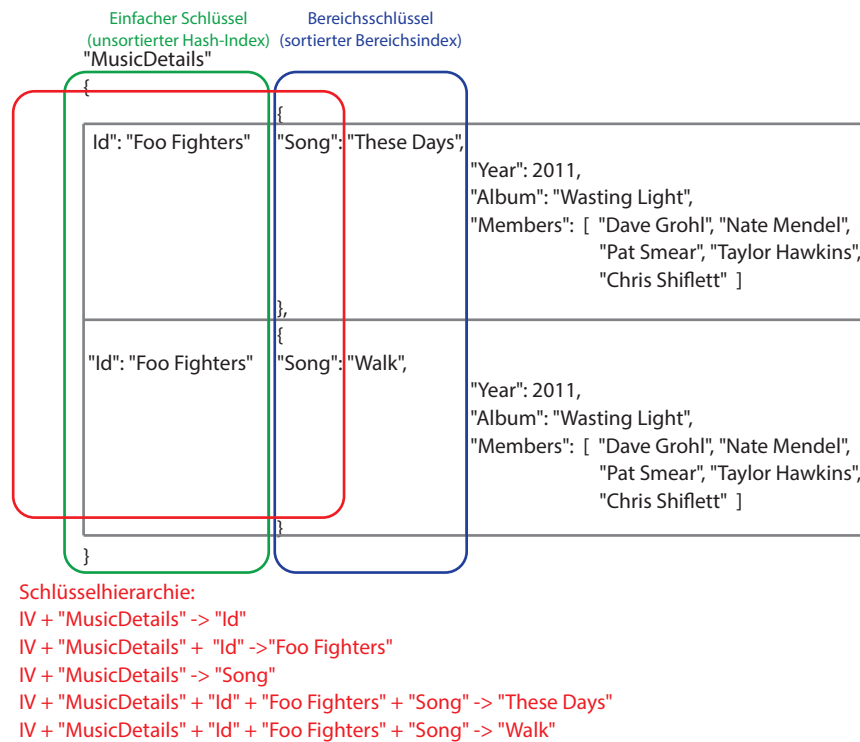 Einfacher Schlüssel
(unsortierter Hash-Index)
Bereichsschlüssel
(sortierter Bereichsindex)
"MusicDetails"
{
{
Id": "Foo Fighters" "Song": "These Days",
"Year": 2011,
"Album": "Wasting Light",
"Members": [ "Dave Grohl", "Nate Mendel",
"Pat Smear", "Taylor Hawkins",
"Chris Shiflett" ]
},
{
"Id": "Foo Fighters" "Song": "Walk",
"Year": 2011,
"Album": "Wasting Light",
"Members": [ "Dave Grohl", "Nate Mendel",
"Pat Smear", "Taylor Hawkins",
"Chris Shiflett" ]
}
}
Schlüsselhierarchie:
IV + "MusicDetails" -> "Id"
IV + "MusicDetails" + "Id" ->"Foo Fighters"
IV + "MusicDetails" -> "Song"
IV + "MusicDetails" + "Id" + "Foo Fighters" + "Song" -> "These Days"
IV + "MusicDetails" + "Id" + "Foo Fighters" + "Song" -> "Walk"